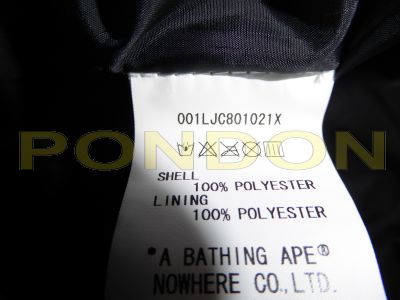 001LJC801021X
PONDON
SHELL
100% POLYESTER
LINING
100% POLYESTER
*A BATHING APE®
NOWHERE CO.,LTD.